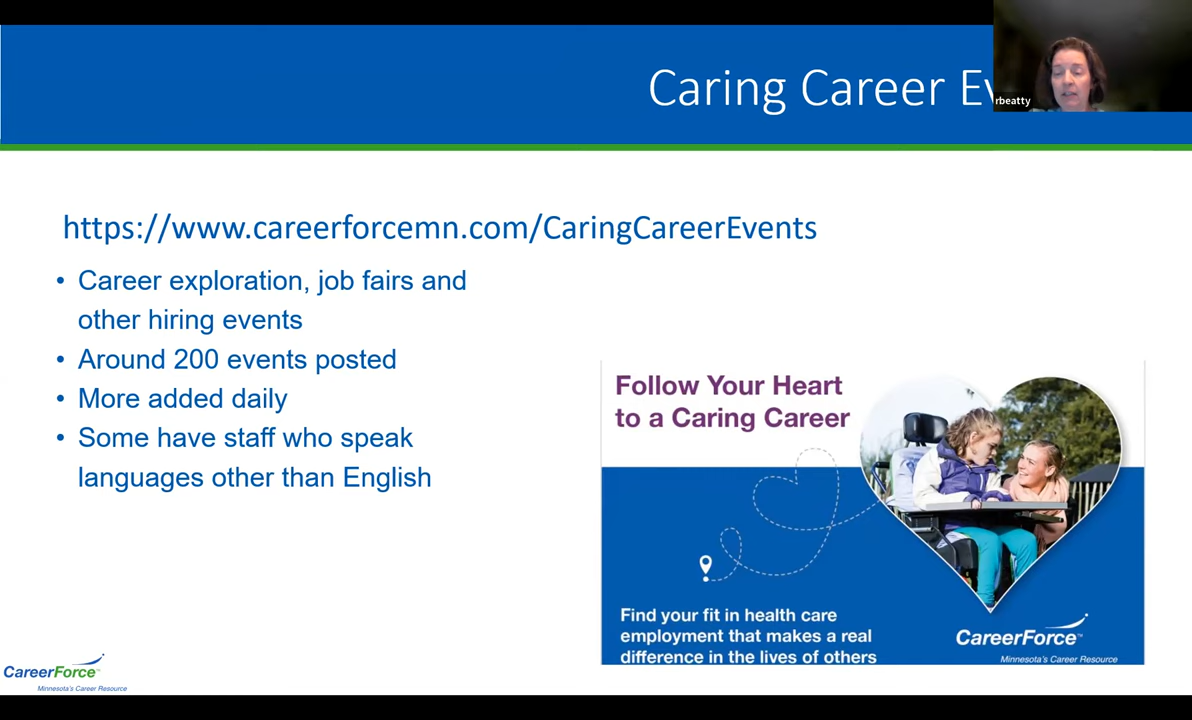 Caring Career Ev
rbeatty
https://www.careerforcemn.com/CaringCareerEvents
• Career exploration, job fairs and
other hiring events
• Around 200 events posted
• More added daily
• Some have staff who speak
languages other than English
Follow Your Heart
to a Caring Career
Find your fit in health care
employment that makes a real
difference in the lives of others
CareerForce™
Minnesota's Career Resource
CareerForce™
Minnesota's Career Resource